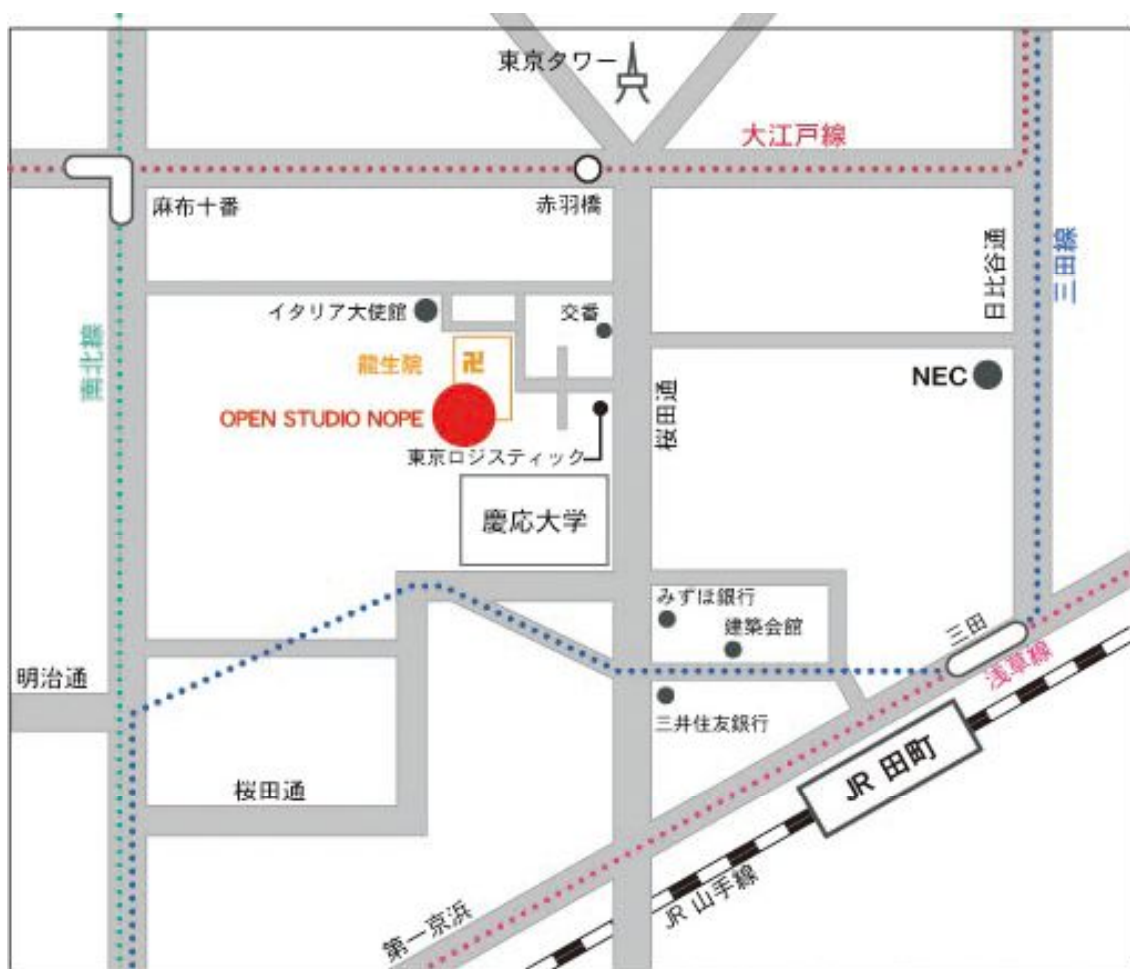 東京タワー
大江戸線
麻布十番
赤羽橋
日比谷通
三田線
イタリア大使館
交番
南北線
龍生院
卍
NEC
桜田通
OPEN STUDIO NOPE
東京ロジスティック
慶応大学
みずほ銀行
建築会館
三田
浅草線
明治通
三井住友銀行
JR 田町
桜田通
JR 山手線
第一京浜